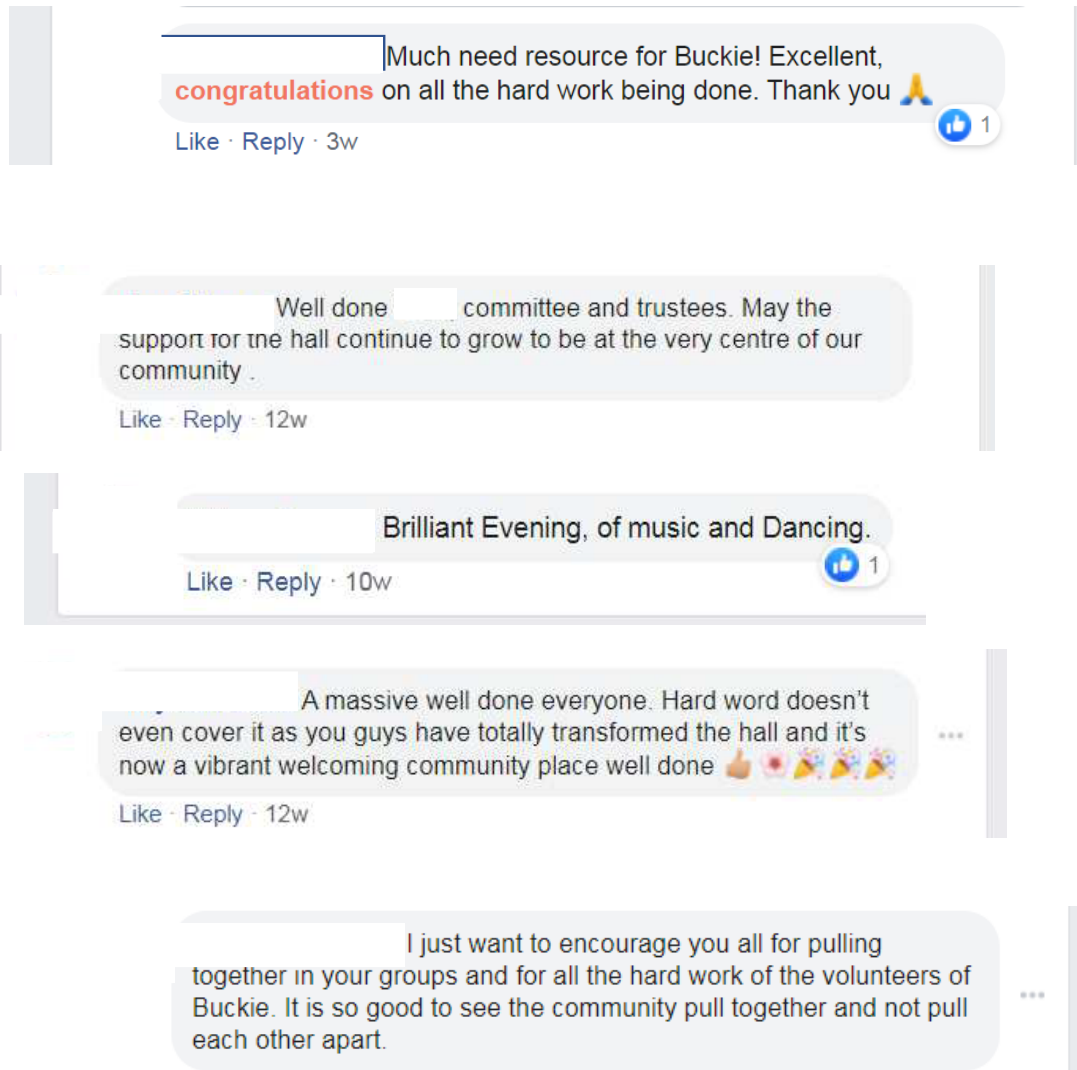 Much need resource for Buckie! Excellent,
congratulations on all the hard work being done. Thank you 🙏
1
Like · Reply · 3w
Well done committee and trustees. May the
support for the hall continue to grow to be at the very centre of our
community .
Like · Reply · 12w
Brilliant Evening, of music and Dancing.
1
Like · Reply · 10w
A massive well done everyone. Hard word doesn't
even cover it as you guys have totally transformed the hall and it's
now a vibrant welcoming community place well done 👍🌸🎉🎉🎉
Like · Reply · 12w
I just want to encourage you all for pulling
together in your groups and for all the hard work of the volunteers of
Buckie. It is so good to see the community pull together and not pull
each other apart.